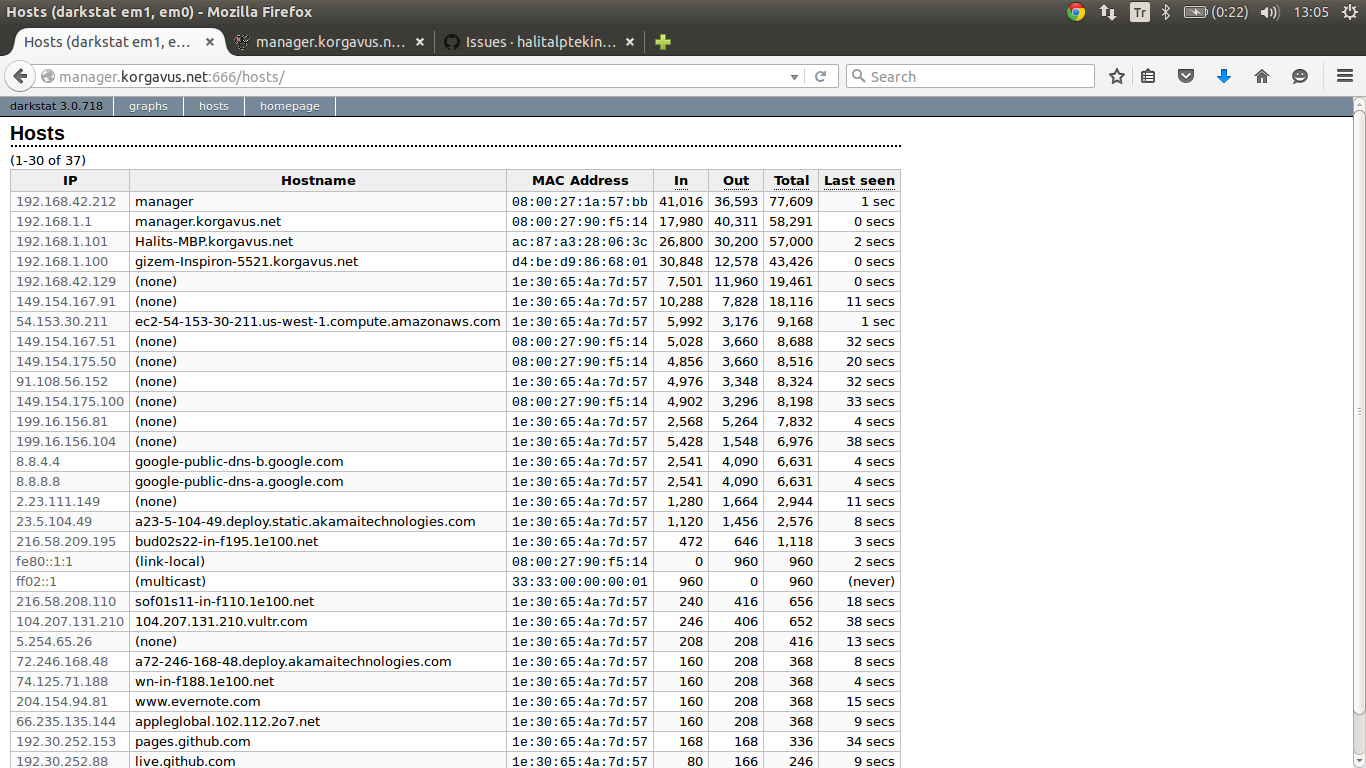 Hosts (darkstat em1, em0) - Mozilla Firefox Tr (0:22) 13:05
Hosts (darkstat em1, e... × manager.korgavus.n... × Issues · halitalptekin... ×
manager.korgavus.net:666/hosts/ Search
darkstat 3.0.718 graphs hosts homepage
Hosts
(1-30 of 37)
IP Hostname MAC Address In Out Total Last seen
192.168.42.212 manager 08:00:27:1a:57:bb 41,016 36,593 77,609 1 sec
192.168.1.1 manager.korgavus.net 08:00:27:90:f5:14 17,980 40,311 58,291 0 secs
192.168.1.101 Halits-MBP.korgavus.net ac:87:a3:28:06:3c 26,800 30,200 57,000 2 secs
192.168.1.100 gizem-Inspiron-5521.korgavus.net d4:be:d9:86:68:01 30,848 12,578 43,426 0 secs
192.168.42.129 (none) 1e:30:65:4a:7d:57 7,501 11,960 19,461 0 secs
149.154.167.91 (none) 1e:30:65:4a:7d:57 10,288 7,828 18,116 11 secs
54.153.30.211 ec2-54-153-30-211.us-west-1.compute.amazonaws.com 1e:30:65:4a:7d:57 5,992 3,176 9,168 1 sec
149.154.167.51 (none) 08:00:27:90:f5:14 5,028 3,660 8,688 32 secs
149.154.175.50 (none) 08:00:27:90:f5:14 4,856 3,660 8,516 20 secs
91.108.56.152 (none) 1e:30:65:4a:7d:57 4,976 3,348 8,324 32 secs
149.154.175.100 (none) 08:00:27:90:f5:14 4,902 3,296 8,198 33 secs
199.16.156.81 (none) 1e:30:65:4a:7d:57 2,568 5,264 7,832 4 secs
199.16.156.104 (none) 1e:30:65:4a:7d:57 5,428 1,548 6,976 38 secs
8.8.4.4 google-public-dns-b.google.com 1e:30:65:4a:7d:57 2,541 4,090 6,631 4 secs
8.8.8.8 google-public-dns-a.google.com 1e:30:65:4a:7d:57 2,541 4,090 6,631 4 secs
2.23.111.149 (none) 1e:30:65:4a:7d:57 1,280 1,664 2,944 11 secs
23.5.104.49 a23-5-104-49.deploy.static.akamaitechnologies.com 1e:30:65:4a:7d:57 1,120 1,456 2,576 8 secs
216.58.209.195 bud02s22-in-f195.1e100.net 1e:30:65:4a:7d:57 472 646 1,118 3 secs
fe80::1:1 (link-local) 08:00:27:90:f5:14 0 960 960 2 secs
ff02::1 (multicast) 33:33:00:00:00:01 960 0 960 (never)
216.58.208.110 sof01s11-in-f110.1e100.net 1e:30:65:4a:7d:57 240 416 656 18 secs
104.207.131.210 104.207.131.210.vultr.com 1e:30:65:4a:7d:57 246 406 652 38 secs
5.254.65.26 (none) 1e:30:65:4a:7d:57 208 208 416 13 secs
72.246.168.48 a72-246-168-48.deploy.akamaitechnologies.com 1e:30:65:4a:7d:57 160 208 368 8 secs
74.125.71.188 wn-in-f188.1e100.net 1e:30:65:4a:7d:57 160 208 368 4 secs
204.154.94.81 www.evernote.com 1e:30:65:4a:7d:57 160 208 368 15 secs
66.235.135.144 appleglobal.102.112.2o7.net 1e:30:65:4a:7d:57 160 208 368 9 secs
192.30.252.153 pages.github.com 1e:30:65:4a:7d:57 168 168 336 34 secs
192.30.252.88 live.github.com 1e:30:65:4a:7d:57 80 166 246 9 secs